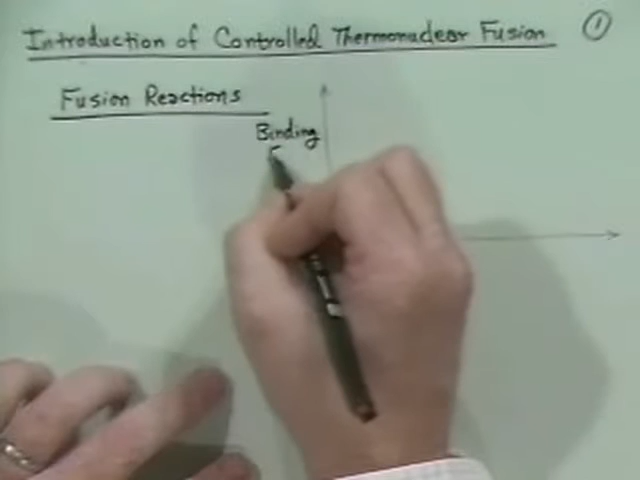 Introduction of Controlled Thermonuclear Fusion ①
Fusion Reactions
Binding